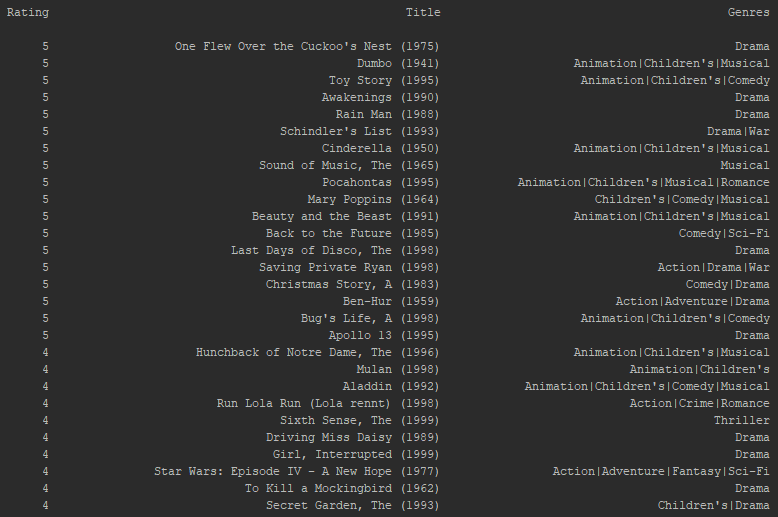 Rating Title Genres
5 One Flew Over the Cuckoo's Nest (1975) Drama
5 Dumbo (1941) Animation|Children's|Musical
5 Toy Story (1995) Animation|Children's|Comedy
5 Awakenings (1990) Drama
5 Rain Man (1988) Drama
5 Schindler's List (1993) Drama|War
5 Cinderella (1950) Animation|Children's|Musical
5 Sound of Music, The (1965) Musical
5 Pocahontas (1995) Animation|Children's|Musical|Romance
5 Mary Poppins (1964) Children's|Comedy|Musical
5 Beauty and the Beast (1991) Animation|Children's|Musical
5 Back to the Future (1985) Comedy|Sci-Fi
5 Last Days of Disco, The (1998) Drama
5 Saving Private Ryan (1998) Action|Drama|War
5 Christmas Story, A (1983) Comedy|Drama
5 Ben-Hur (1959) Action|Adventure|Drama
5 Bug's Life, A (1998) Animation|Children's|Comedy
5 Apollo 13 (1995) Drama
4 Hunchback of Notre Dame, The (1996) Animation|Children's|Musical
4 Mulan (1998) Animation|Children's
4 Aladdin (1992) Animation|Children's|Comedy|Musical
4 Run Lola Run (Lola rennt) (1998) Action|Crime|Romance
4 Sixth Sense, The (1999) Thriller
4 Driving Miss Daisy (1989) Drama
4 Girl, Interrupted (1999) Drama
4 Star Wars: Episode IV - A New Hope (1977) Action|Adventure|Fantasy|Sci-Fi
4 To Kill a Mockingbird (1962) Drama
4 Secret Garden, The (1993) Children's|Drama